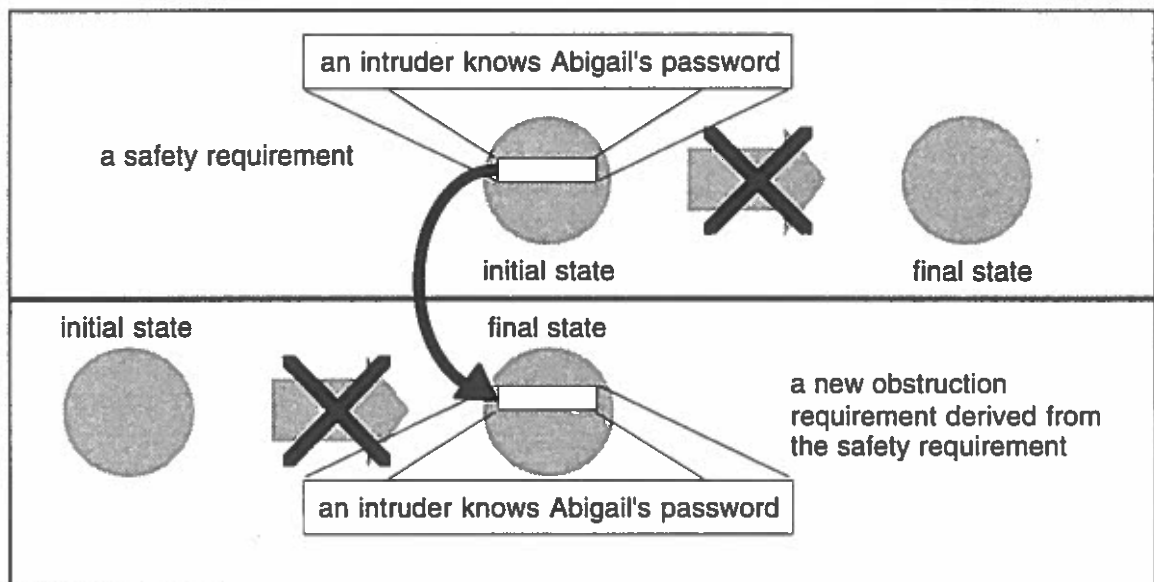 an intruder knows Abigail's password
a safety requirement
initial state
final state
initial state
final state
a new obstruction
requirement derived from
the safety requirement
an intruder knows Abigail's password